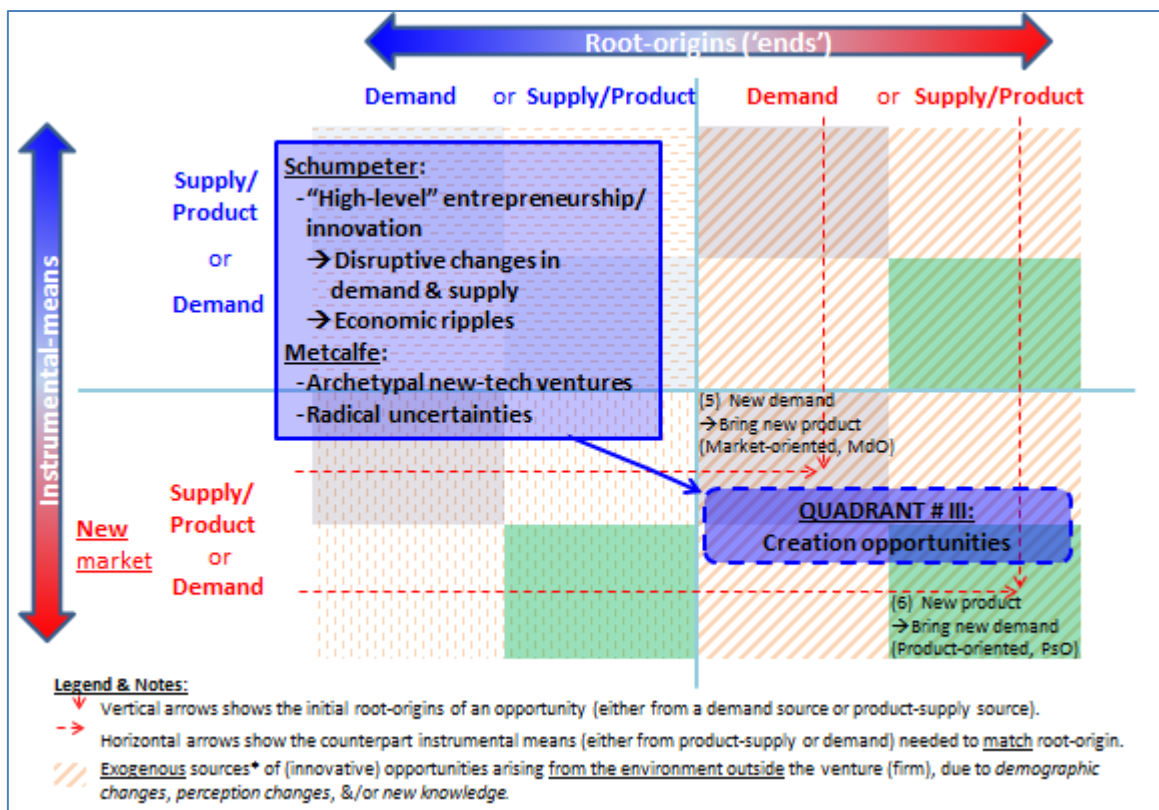 Root-origins ('ends')
Demand or Supply/Product Demand or Supply/Product
Instrumental-means
Supply/
Product
or
Demand
Schumpeter:
-"High-level" entrepreneurship/
innovation
→Disruptive changes in
demand & supply
→Economic ripples
Metcalfe:
-Archetypal new-tech ventures
-Radical uncertainties
(5) New demand
→Bring new product
(Market-oriented, MdO)
Supply/
Product
or
Demand
New
market
QUADRANT # III:
Creation opportunities
(6) New product
→Bring new demand
(Product-oriented, PsO)
Legend & Notes:
Vertical arrows shows the initial root-origins of an opportunity (either from a demand source or product-supply source).
Horizontal arrows show the counterpart instrumental means (either from product-supply or demand) needed to match root-origin.
Exogenous sources* of (innovative) opportunities arising from the environment outside the venture (firm), due to demographic
changes, perception changes, &/or new knowledge.